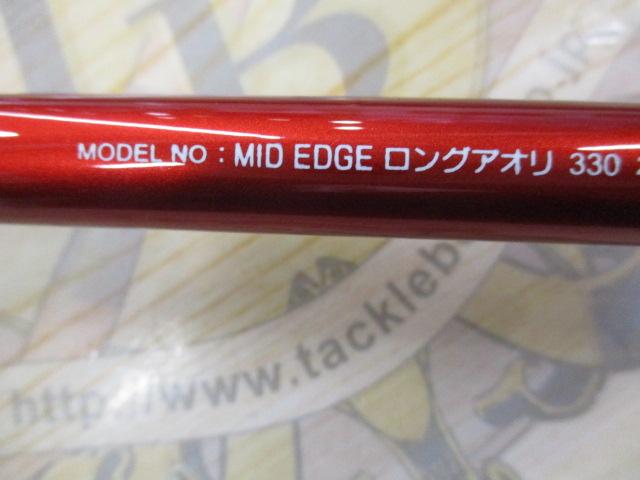 MODEL NO : MID EDGE ロングアオリ 330
http://www.tackleb